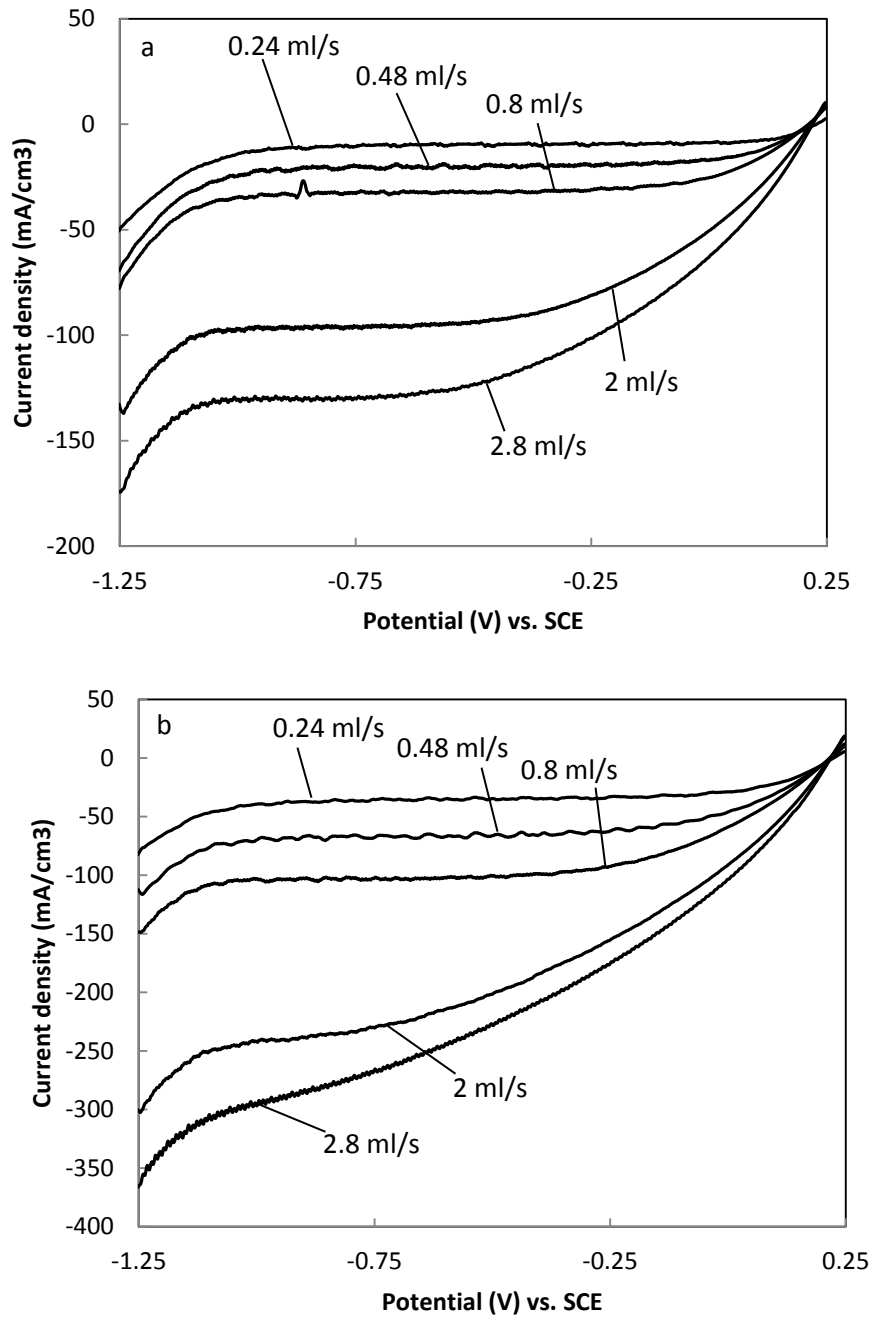 50
a
0.24 ml/s
0.48 ml/s
0.8 ml/s
0
-50
-100
-150
-200
2 ml/s
2.8 ml/s
Current density (mA/cm3)
-1.25
-0.75
-0.25
0.25
Potential (V) vs. SCE
50
b
0.24 ml/s
0.48 ml/s
0.8 ml/s
0
-50
-100
-150
-200
-250
-300
-350
-400
2 ml/s
2.8 ml/s
Current density (mA/cm3)
-1.25
-0.75
-0.25
0.25
Potential (V) vs. SCE